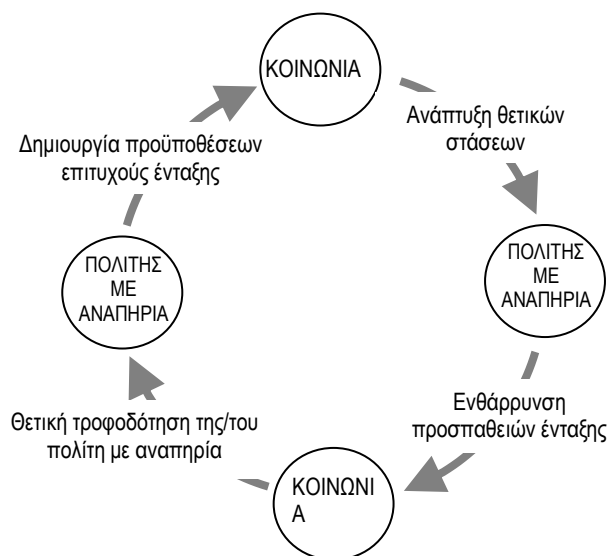 ΚΟΙΝΩΝΙΑ
Ανάπτυξη θετικών
στάσεων
Δημιουργία προϋποθέσεων
επιτυχούς ένταξης
ΠΟΛΙΤΗΣ
ΜΕ
ΑΝΑΠΗΡΙΑ
ΠΟΛΙΤΗΣ
ΜΕ
ΑΝΑΠΗΡΙΑ
Ενθάρρυνση
προσπαθειών ένταξης
Θετική τροφοδότηση της/του
πολίτη με αναπηρία
ΚΟΙΝΩΝΙ
Α